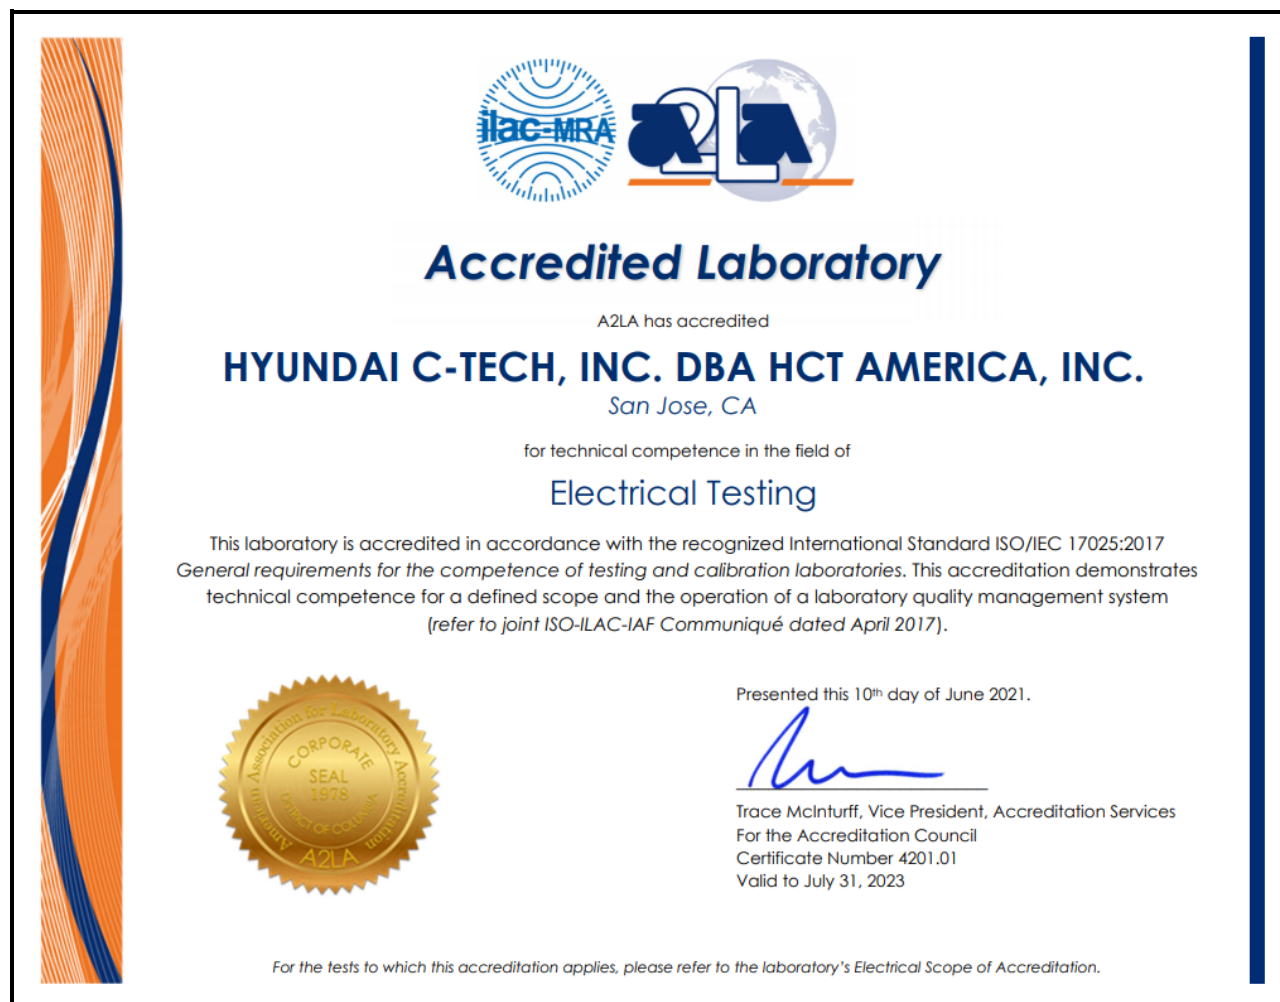 ilac-MRA
A2LA
Accredited Laboratory
A2LA has accredited
HYUNDAI C-TECH, INC. DBA HCT AMERICA, INC.
San Jose, CA
for technical competence in the field of
Electrical Testing
This laboratory is accredited in accordance with the recognized International Standard ISO/IEC 17025:2017
General requirements for the competence of testing and calibration laboratories. This accreditation demonstrates
technical competence for a defined scope and the operation of a laboratory quality management system
(refer to joint ISO-ILAC-IAF Communiqué dated April 2017).
American Association for Laboratory Accreditation
CORPORATE
SEAL
1978
DISTRICT OF COLUMBIA
A2LA
Presented this 10th day of June 2021.
Trace McInturff, Vice President, Accreditation Services
For the Accreditation Council
Certificate Number 4201.01
Valid to July 31, 2023
For the tests to which this accreditation applies, please refer to the laboratory’s Electrical Scope of Accreditation.